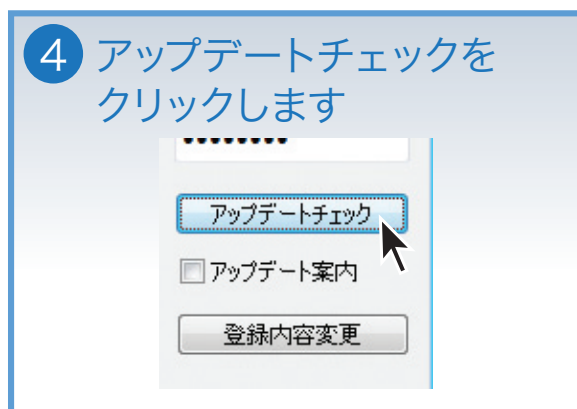 4 アップデートチェックを
クリックします
••••••••
アップデートチェック
アップデート案内
登録内容変更